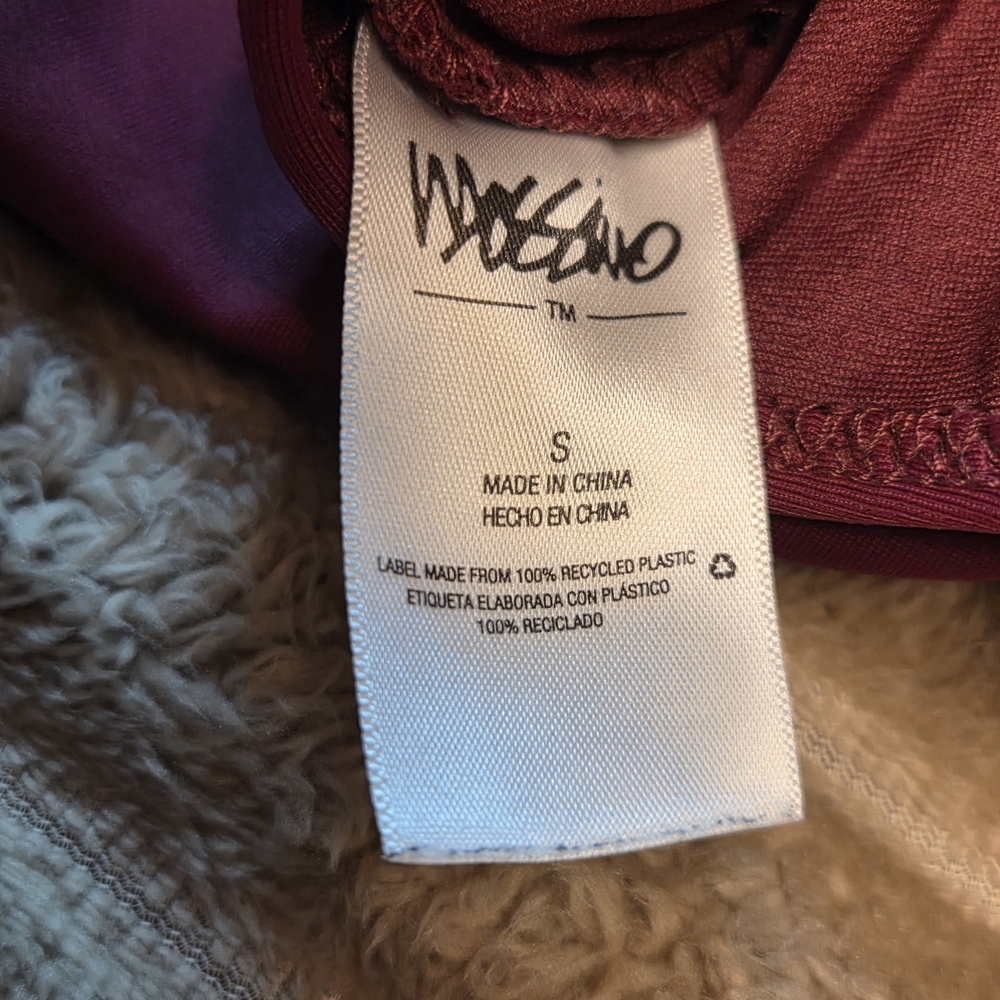 Mossimo
TM
S
MADE IN CHINA
HECHO EN CHINA
LABEL MADE FROM 100% RECYCLED PLASTIC
ETIQUETA ELABORADA CON PLÁSTICO
100% RECICLADO